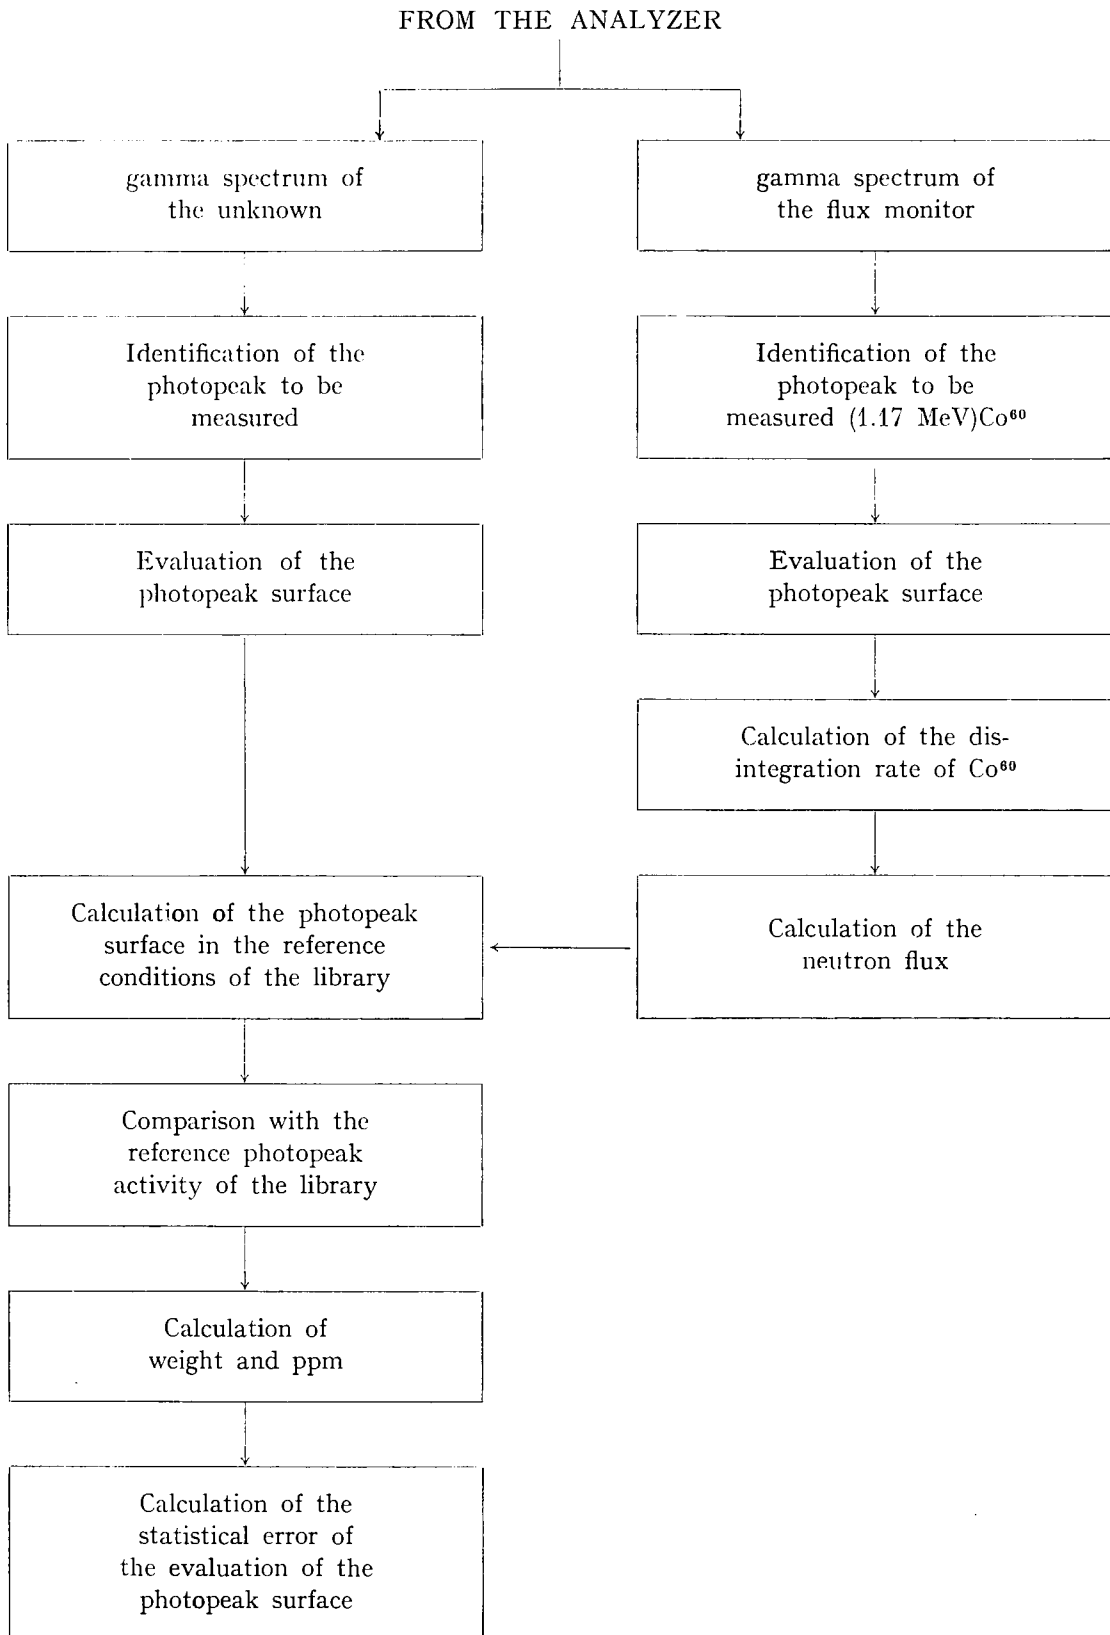 FROM THE ANALYZER
gamma spectrum of
the unknown
gamma spectrum of
the flux monitor
Identification of the
photopeak to be
measured
Identification of the
photopeak to be
measured (1.17 MeV)Co⁶⁰
Evaluation of the
photopeak surface
Evaluation of the
photopeak surface
Calculation of the dis-
integration rate of Co⁶⁰
Calculation of the photopeak
surface in the reference
conditions of the library
Calculation of the
neutron flux
Comparison with the
reference photopeak
activity of the library
Calculation of
weight and ppm
Calculation of the
statistical error of
the evaluation of the
photopeak surface